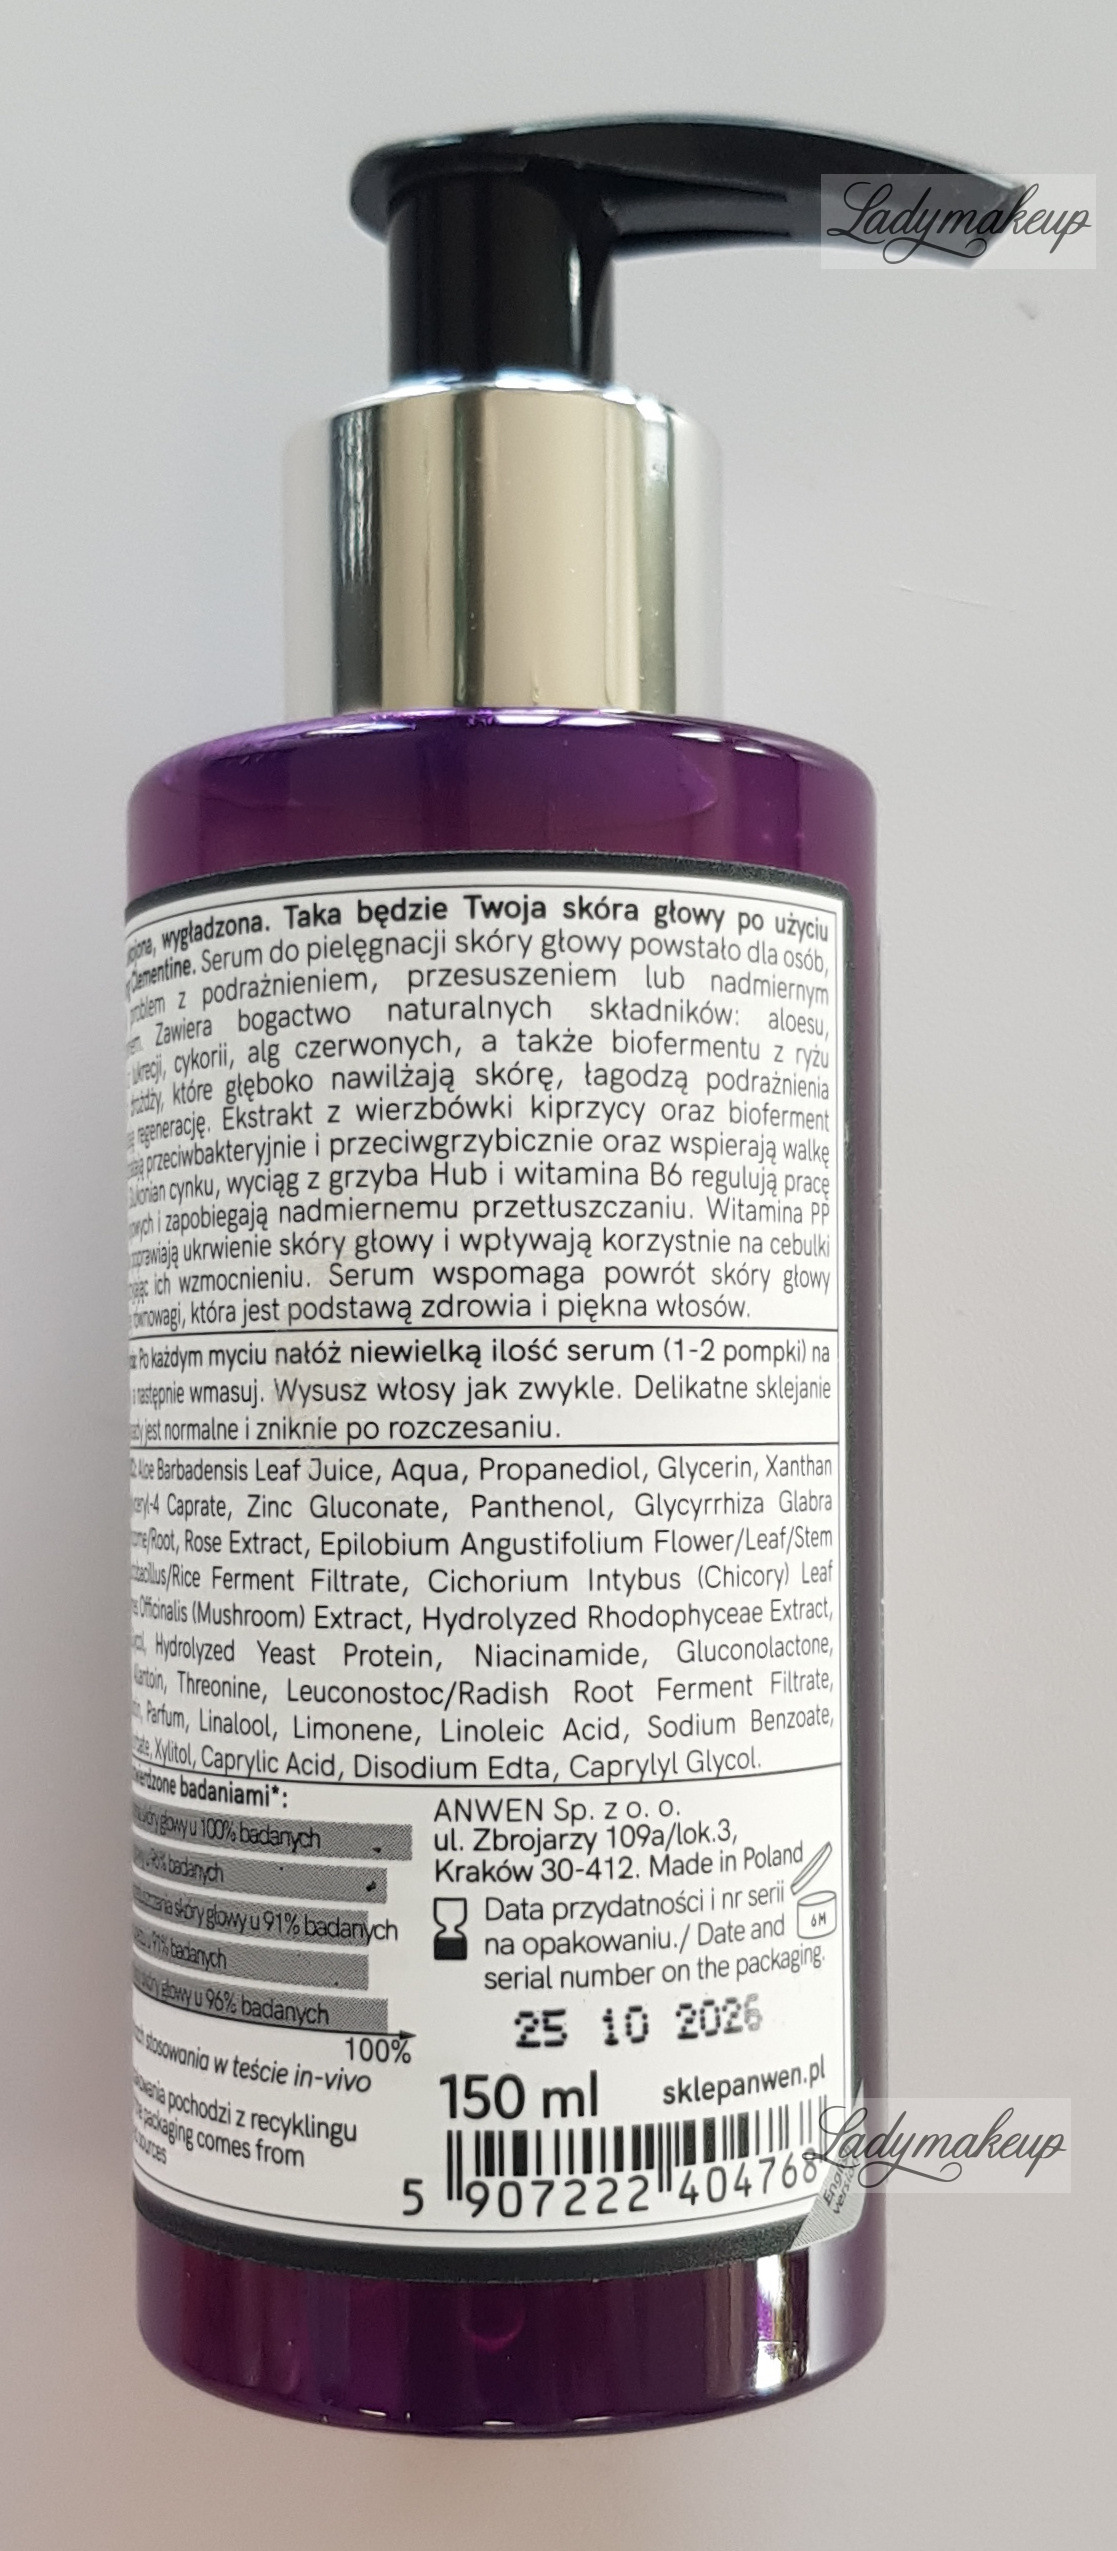 Ladymakeup
wygładzona. Taka będzie Twoja skóra głowy po użyciu
Clementine. Serum do pielęgnacji skóry głowy powstało dla osób,
problem z podrażnieniem, przesuszeniem lub nadmiernym
Zawiera bogactwo naturalnych składników: aloesu,
lukrecji, cykorii, alg czerwonych, a także biofermentu z ryżu
drożdży, które głęboko nawilżają skórę, łagodzą podrażnienia
regenerację. Ekstrakt z wierzbówki kiprzycy oraz bioferment
przeciwbakteryjnie i przeciwgrzybicznie oraz wspierają walkę
cynku, wyciąg z grzyba Hub i witamina B6 regulują pracę
i zapobiegają nadmiernemu przetłuszczaniu. Witamina PP
poprawiają ukrwienie skóry głowy i wpływają korzystnie na cebulki
ich wzmocnieniu. Serum wspomaga powrót skóry głowy
równowagi, która jest podstawą zdrowia i piękna włosów.
Po każdym myciu nałóż niewielką ilość serum (1-2 pompki) na
a następnie wmasuj. Wysusz włosy jak zwykle. Delikatne sklejanie
jest normalne i zniknie po rozczesaniu.
Aloe Barbadensis Leaf Juice, Aqua, Propanediol, Glycerin, Xanthan
Caprate, Zinc Gluconate, Panthenol, Glycyrrhiza Glabra
Root, Rose Extract, Epilobium Angustifolium Flower/Leaf/Stem
/Rice Ferment Filtrate, Cichorium Intybus (Chicory) Leaf
Officinalis (Mushroom) Extract, Hydrolyzed Rhodophyceae Extract,
Hydrolyzed Yeast Protein, Niacinamide, Gluconolactone,
Threonine, Leuconostoc/Radish Root Ferment Filtrate,
Parfum, Linalool, Limonene, Linoleic Acid, Sodium Benzoate,
Xylitol, Caprylic Acid, Disodium Edta, Caprylyl Glycol.
badaniami*:
skóry głowy u 100% badanych
u 96% badanych
skóry głowy u 91% badanych
u 91% badanych
skóry głowy u 96% badanych
100%
stosowania w teście in-vivo
pochodzi z recyklingu
packaging comes from
sources
ANWEN Sp. z o. o.
ul. Zbrojarzy 109a/lok.3,
Kraków 30-412. Made in Poland
Data przydatności i nr serii
na opakowaniu./ Date and
serial number on the packaging.
6M
25 10 2026
150 ml
sklepanwen.pl
5 907222 404768
English
version
Ladymakeup